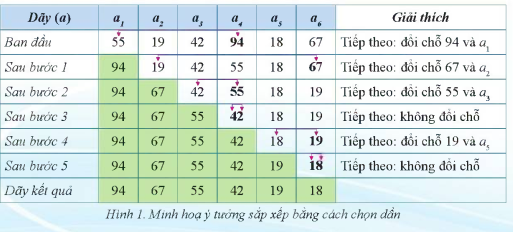 Dãy (a) a₁ a₂ a₃ a₄ a₅ a₆ Giải thích
Ban đầu 55 19 42 94 18 67 Tiếp theo: đổi chỗ 94 và a₁
Sau bước 1 94 19 42 55 18 67 Tiếp theo: đổi chỗ 67 và a₂
Sau bước 2 94 67 42 55 18 19 Tiếp theo: đổi chỗ 55 và a₃
Sau bước 3 94 67 55 42 18 19 Tiếp theo: không đổi chỗ
Sau bước 4 94 67 55 42 18 19 Tiếp theo: đổi chỗ 19 và a₅
Sau bước 5 94 67 55 42 19 18 Tiếp theo: không đổi chỗ
Dãy kết quả 94 67 55 42 19 18
Hình 1. Minh hoạ ý tưởng sắp xếp bằng cách chọn dần